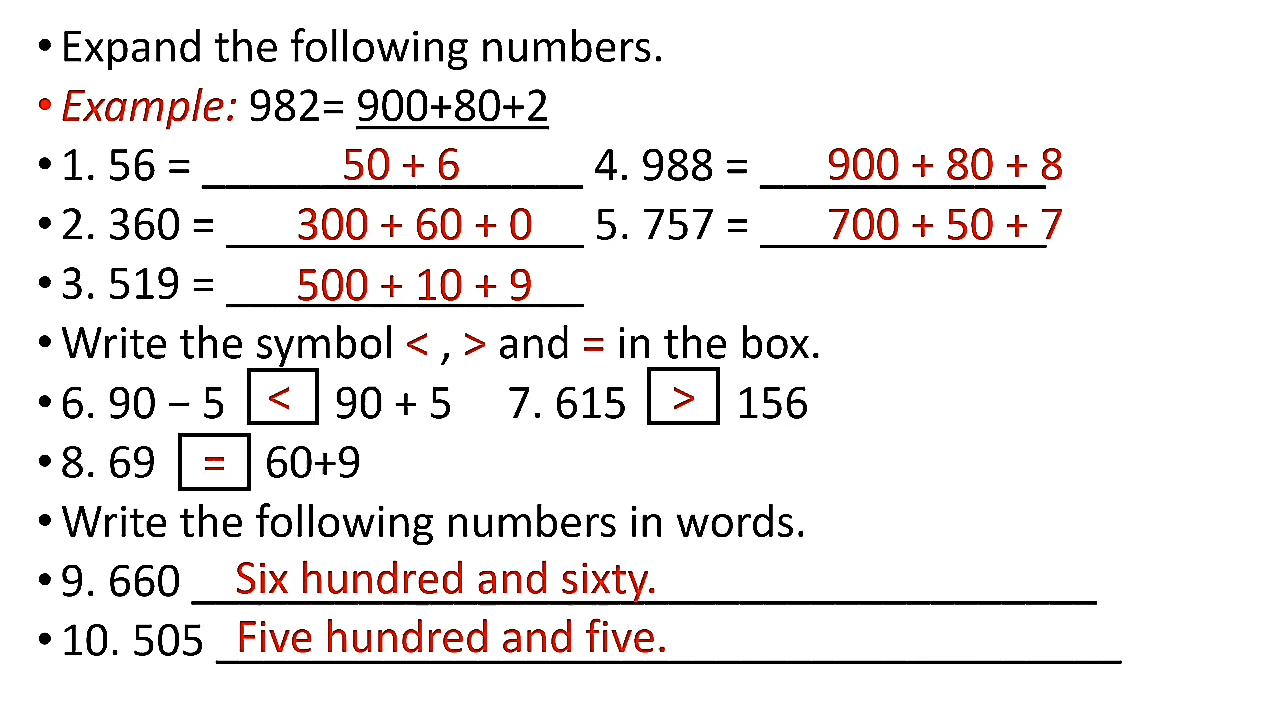 • Expand the following numbers.
• Example: 982= 900+80+2
• 1. 56 = 50 + 6 4. 988 = 900 + 80 + 8
• 2. 360 = 300 + 60 + 0 5. 757 = 700 + 50 + 7
• 3. 519 = 500 + 10 + 9
• Write the symbol < , > and = in the box.
• 6. 90 – 5 < 90 + 5 7. 615 > 156
• 8. 69 = 60+9
• Write the following numbers in words.
• 9. 660 Six hundred and sixty.
• 10. 505 Five hundred and five.